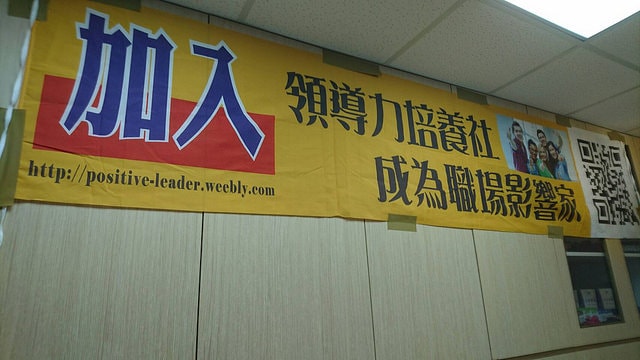 加入
http://positive-leader.weebly.com
領導力培養社
成為職場影響家